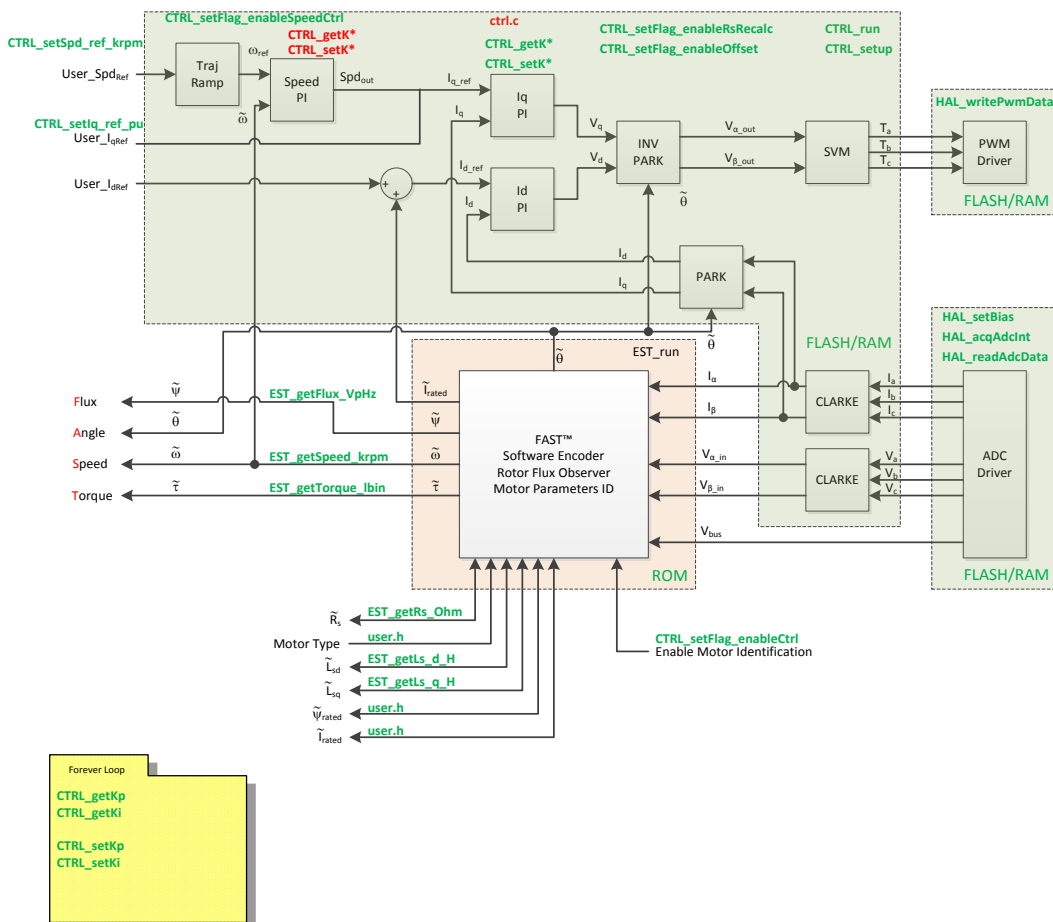 CTRL_setFlag_enableSpeedCtrl
ctrl.c
CTRL_getK*
CTRL_setK*
CTRL_getK*
CTRL_setK*
CTRL_setFlag_enableRsRecalc
CTRL_setFlag_enableOffset
CTRL_run
CTRL_setup
CTRL_setSpd_ref_krpm
User_SpdRef
Traj
Ramp
ωref
Speed
PI
ω̃
Spdout
Iq_ref
Iq
Iq
PI
Vq
CTRL_setIq_ref_pu
User_IqRef
User_IdRef
+
+
Id_ref
Id
Id
PI
Vd
INV
PARK
Vα_out
Vβ_out
θ̃
SVM
HAL_writePwmData
Ta
Tb
Tc
PWM
Driver
FLASH/RAM
Id
Iq
PARK
θ̃
FLASH/RAM
HAL_setBias
HAL_acqAdcInt
HAL_readAdcData
EST_run
θ̃
Iα
Iβ
CLARKE
Ia
Ib
Ic
Vα_in
Vβ_in
CLARKE
Va
Vb
Vc
ADC
Driver
Vbus
FLASH/RAM
FAST™
Software Encoder
Rotor Flux Observer
Motor Parameters ID
ROM
Ĩrated
ψ̃
ω̃
τ̃
Flux
ψ̃
EST_getFlux_VpHz
Angle
θ̃
Speed
ω̃
EST_getSpeed_krpm
Torque
τ̃
EST_getTorque_lbin
R̃s
EST_getRs_Ohm
Motor Type
user.h
L̃sd
EST_getLs_d_H
L̃sq
EST_getLs_q_H
ψ̃rated
user.h
Ĩrated
user.h
CTRL_setFlag_enableCtrl
Enable Motor Identification
Forever Loop
CTRL_getKp
CTRL_getKi
CTRL_setKp
CTRL_setKi